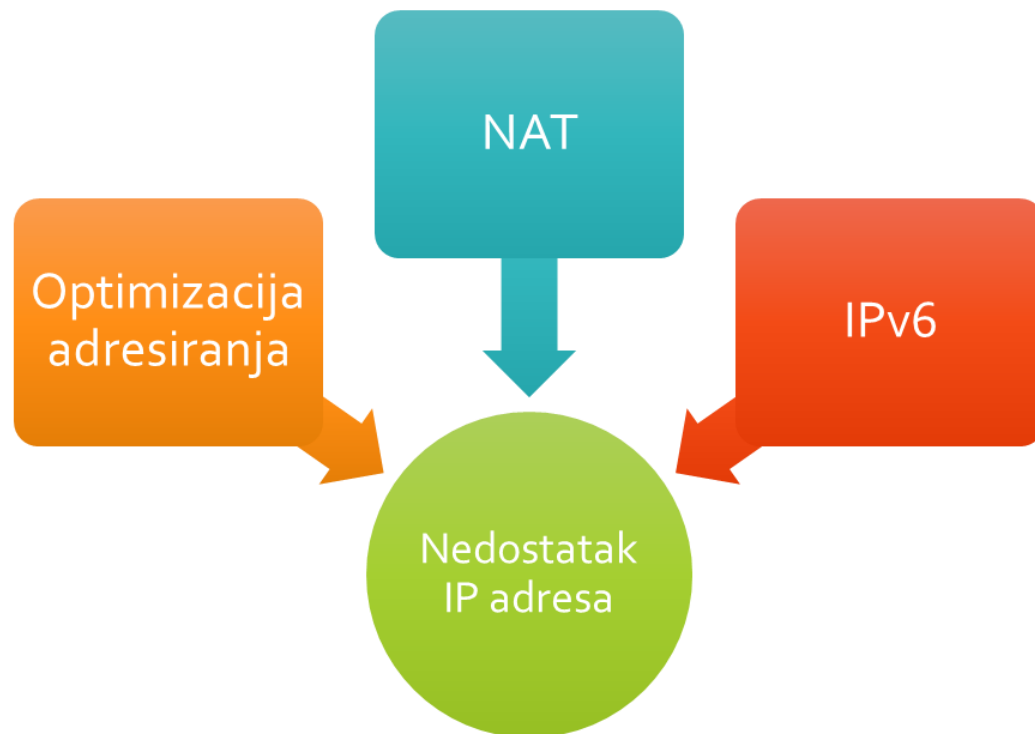 NAT
Optimizacija
adresiranja
IPv6
Nedostatak
IP adresa